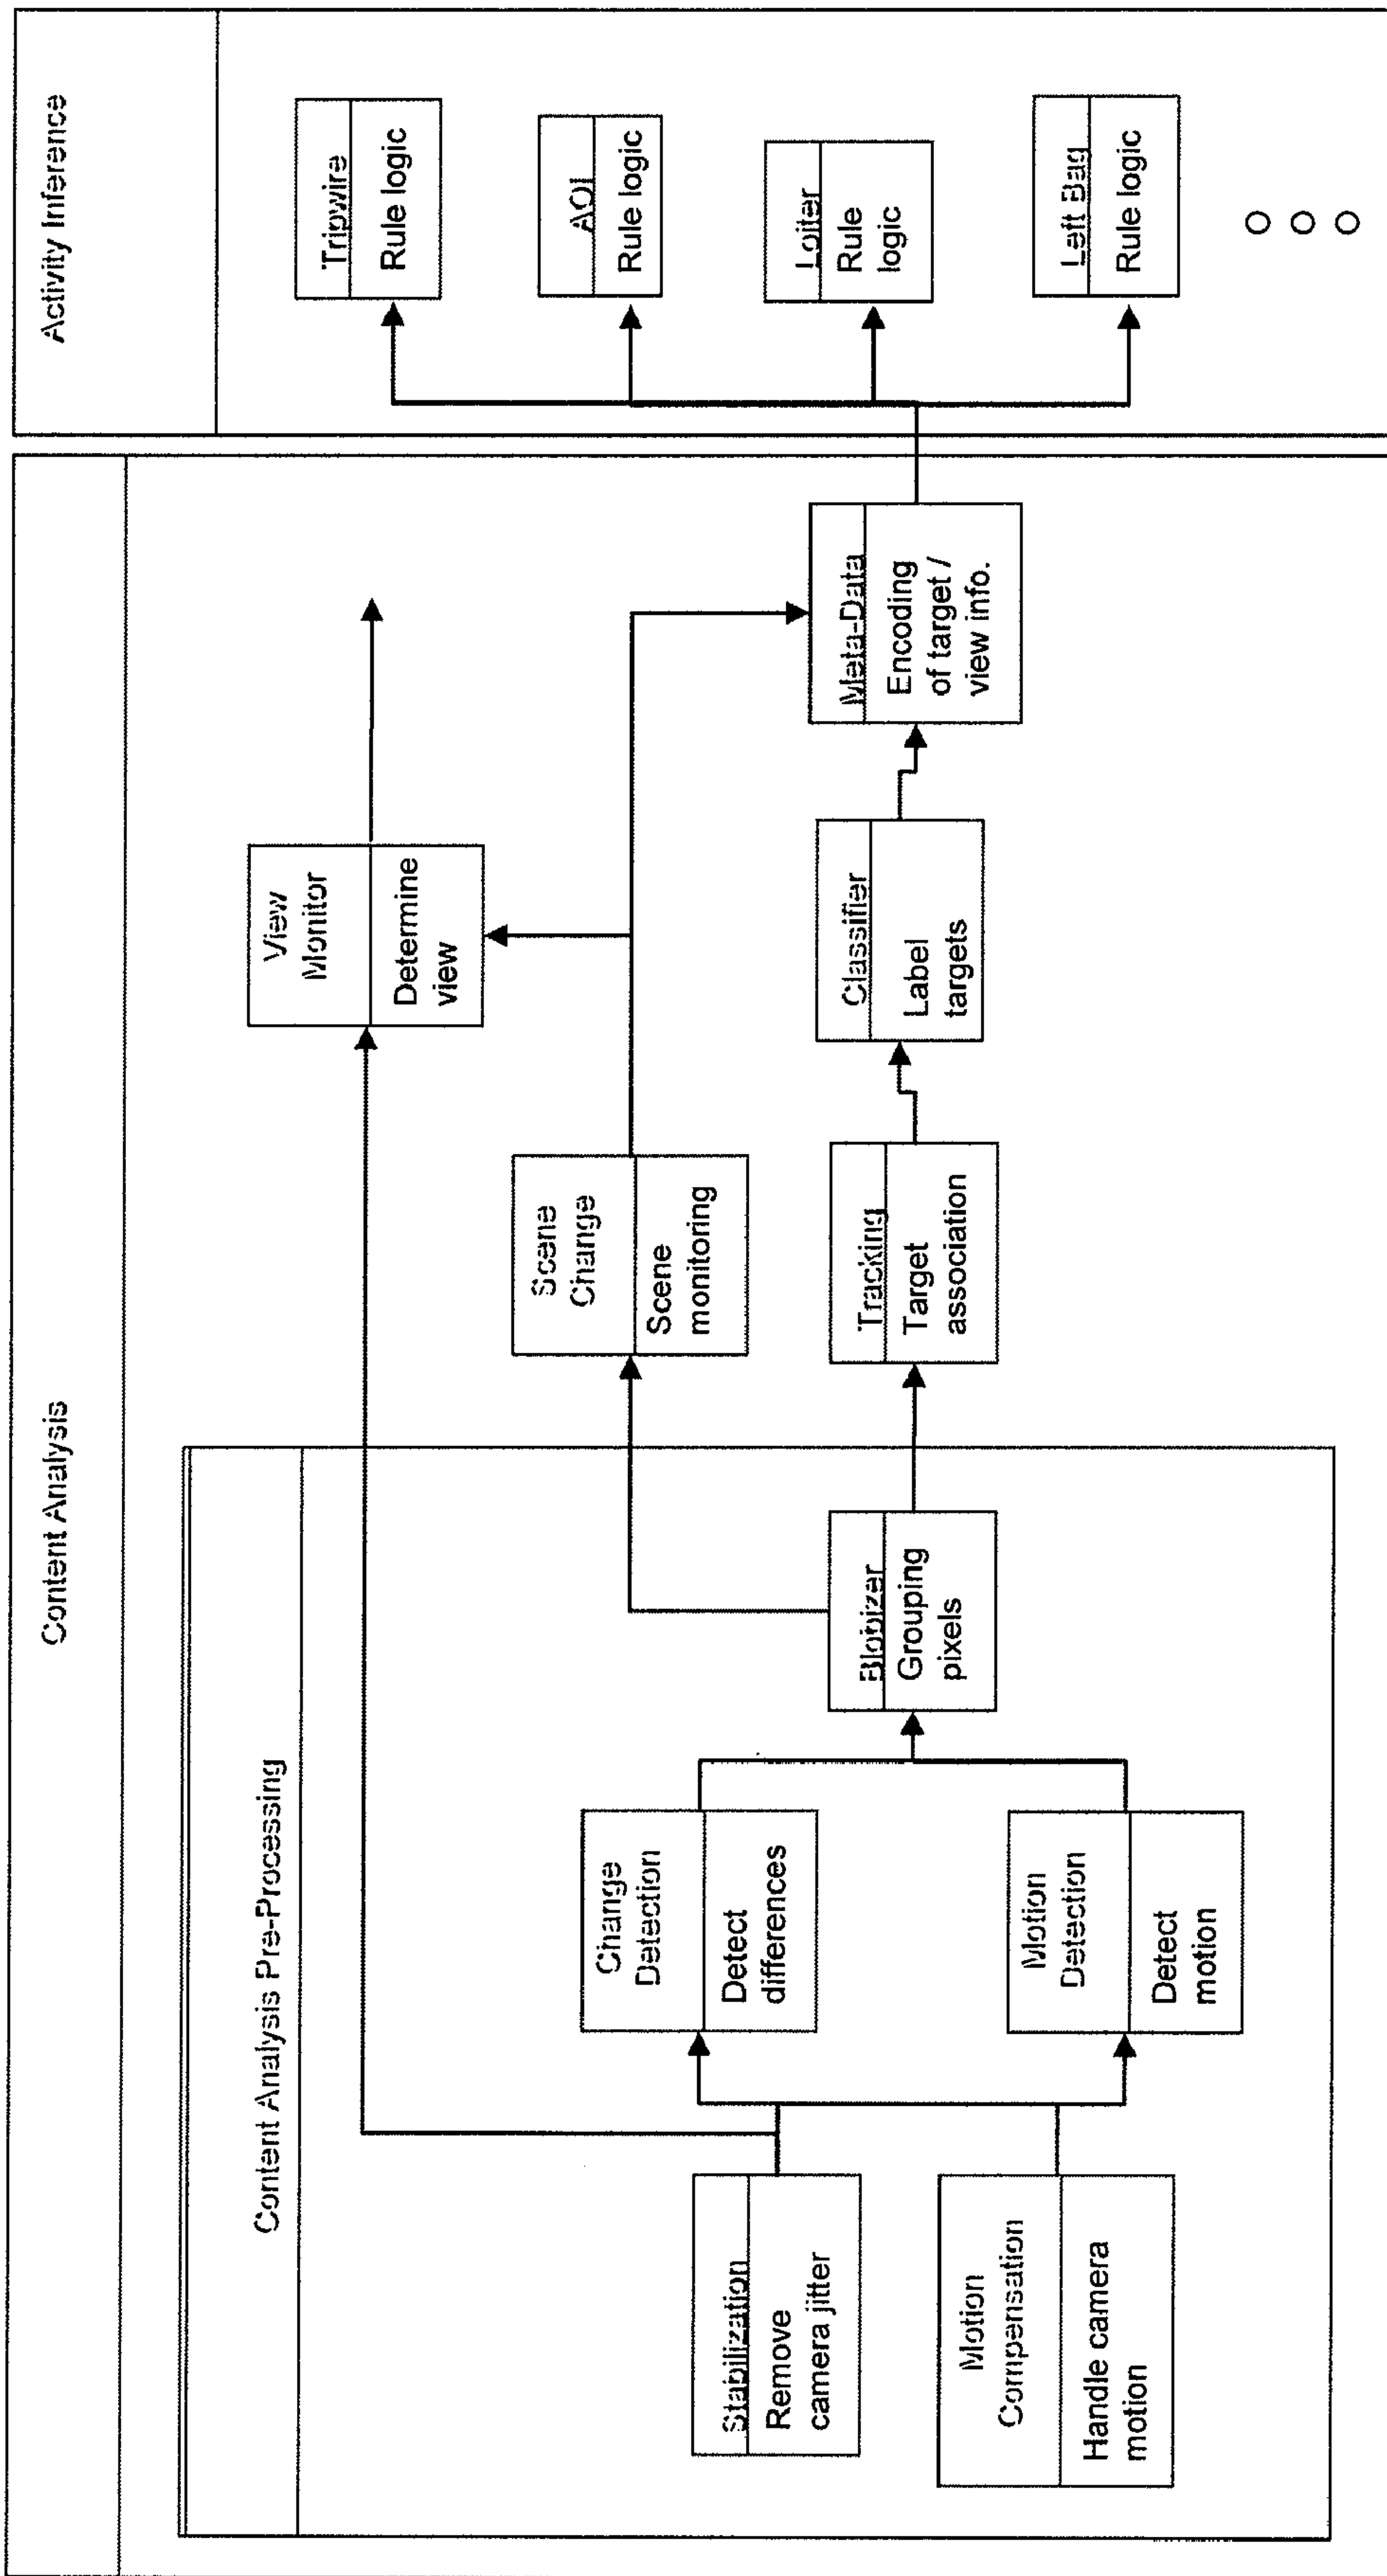 Content Analysis
Content Analysis Pre-Processing
Stabilization
Remove
camera jitter
Motion
Compensation
Handle camera
motion
Change
Detection
Detect
differences
Motion
Detection
Detect
motion
Blobizer
Grouping
pixels
Scene
Change
Scene
monitoring
Tracking
Target
association
View
Monitor
Determine
view
Classifier
Label
targets
Meta-Data
Encoding
of target /
view info.
Activity Inference
Tripwire
Rule logic
AOI
Rule logic
Loiter
Rule
logic
Left Bag
Rule logic